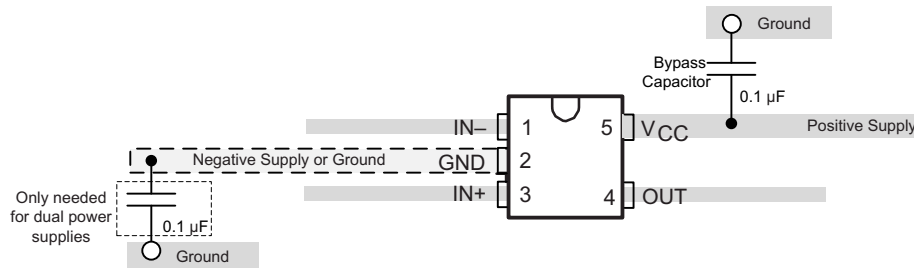 Ground
Bypass
Capacitor
0.1 µF
IN–
1
5
VCC
Positive Supply
Negative Supply or Ground
GND
2
Only needed
for dual power
supplies
0.1 µF
IN+
3
4
OUT
Ground